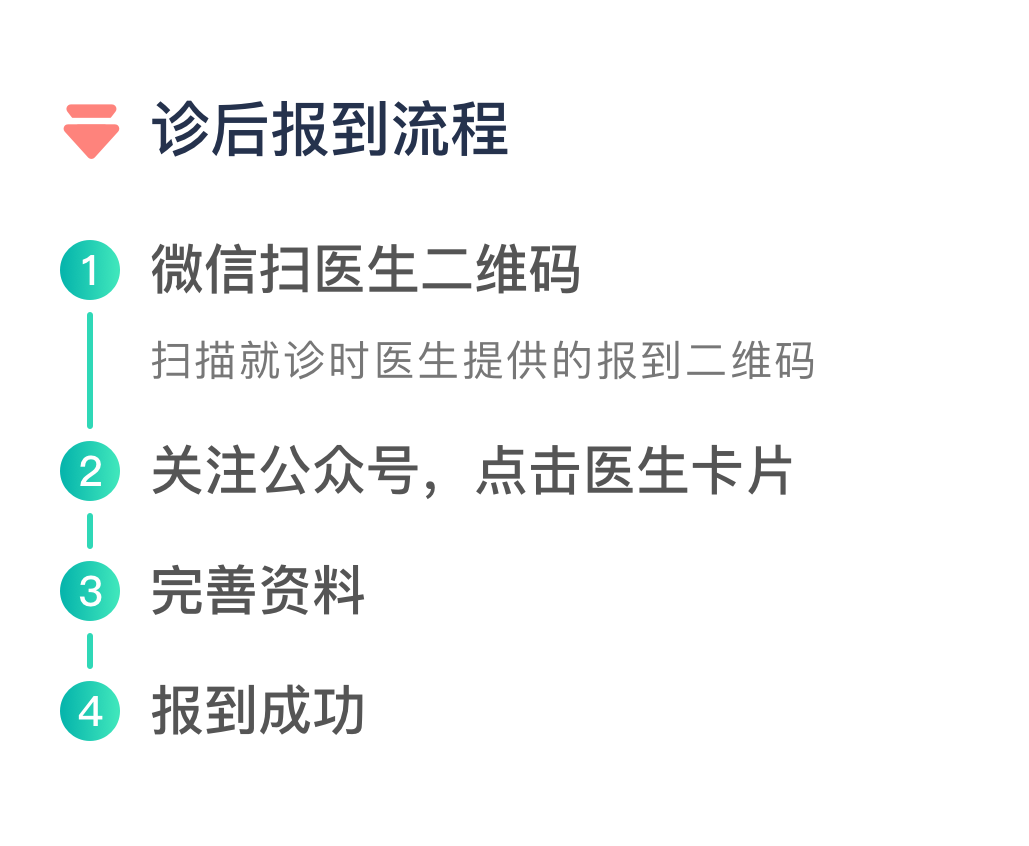 诊后报到流程
1 微信扫医生二维码
扫描就诊时医生提供的报到二维码
2 关注公众号，点击医生卡片
3 完善资料
4 报到成功